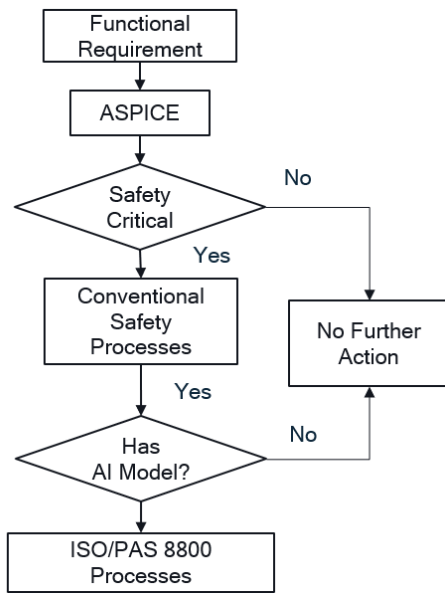 Functional
Requirement
ASPICE
Safety
Critical
No
Yes
Conventional
Safety
Processes
No Further
Action
Yes
Has
AI Model?
No
ISO/PAS 8800
Processes